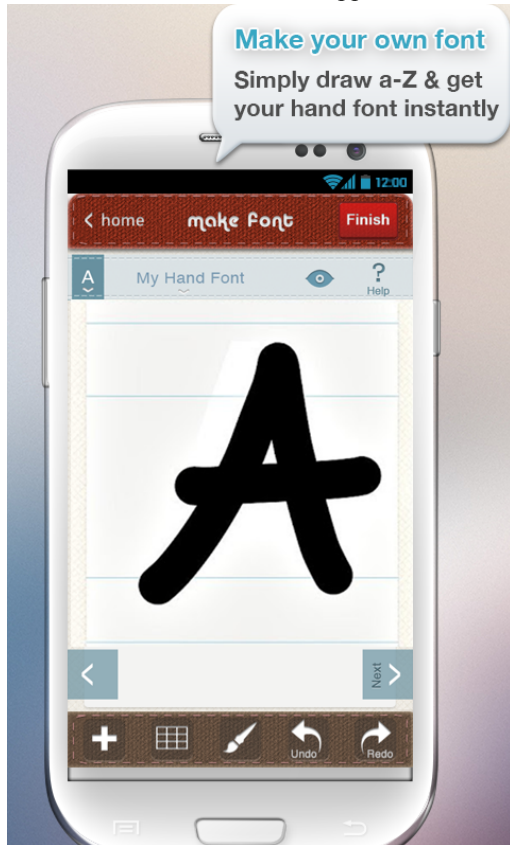 Make your own font
Simply draw a-Z & get
your hand font instantly
12:00
home
make Font
Finish
A
My Hand Font
?
Help
A
Next
Undo
Redo